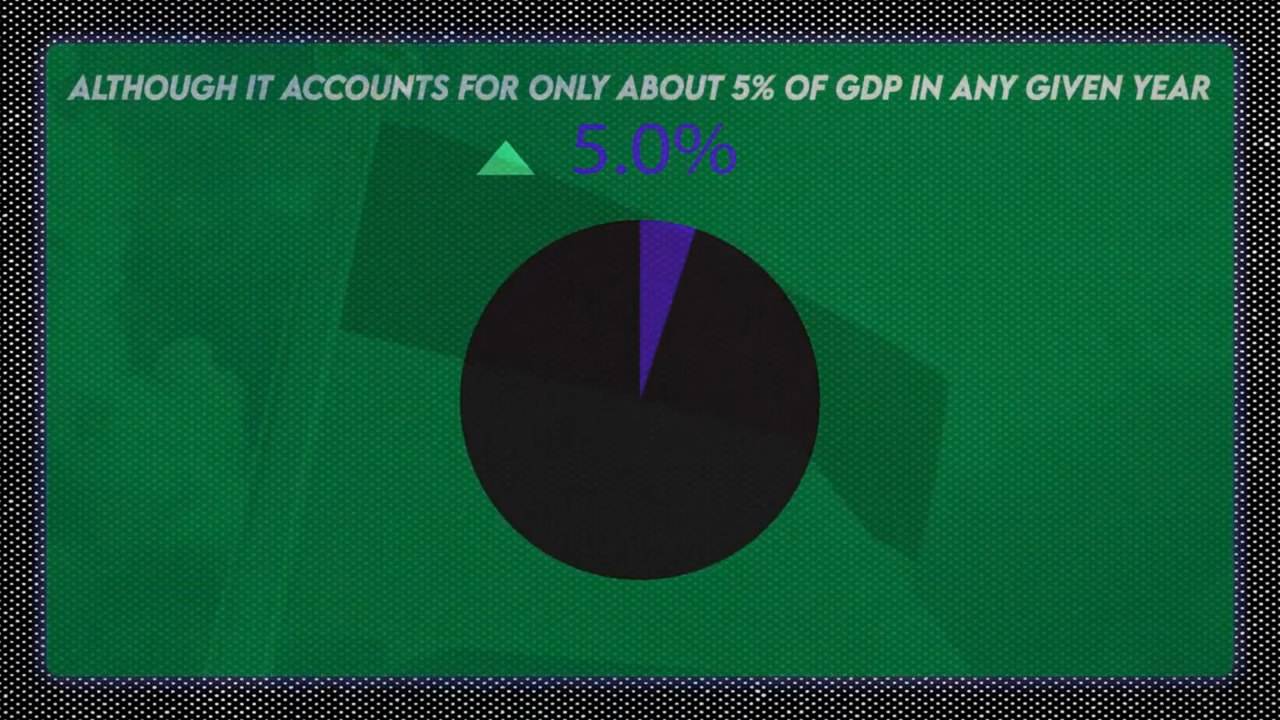 ALTHOUGH IT ACCOUNTS FOR ONLY ABOUT 5% OF GDP IN ANY GIVEN YEAR
5.0%